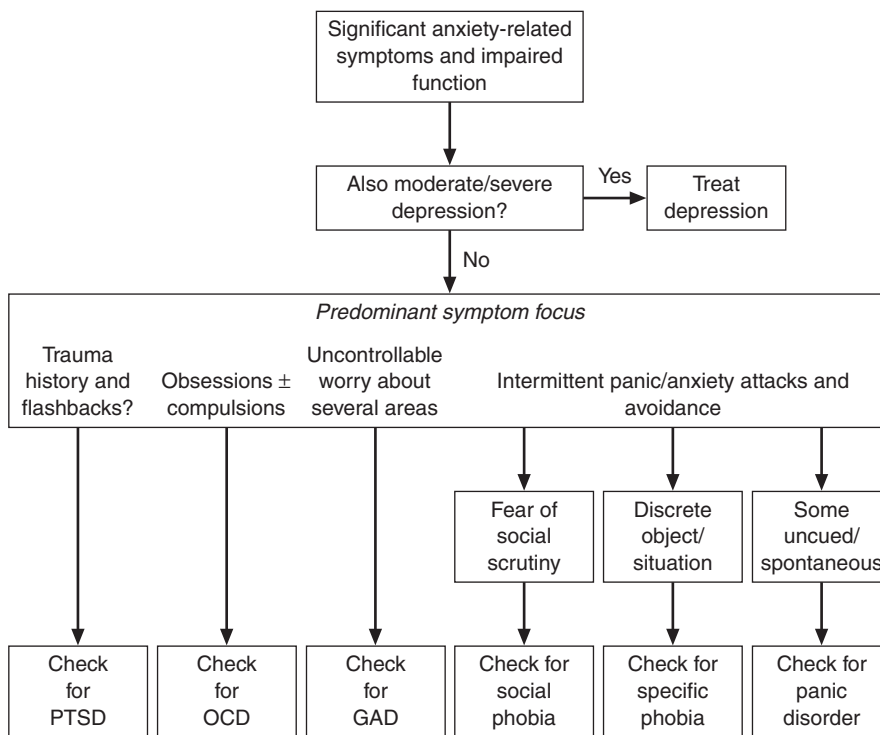 Significant anxiety-related
symptoms and impaired
function
Also moderate/severe
depression?
Yes
Treat
depression
No
Predominant symptom focus
Trauma
history and
flashbacks?
Obsessions ±
compulsions
Uncontrollable
worry about
several areas
Intermittent panic/anxiety attacks and
avoidance
Fear of
social
scrutiny
Discrete
object/
situation
Some
uncued/
spontaneous
Check
for
PTSD
Check
for
OCD
Check
for
GAD
Check for
social
phobia
Check for
specific
phobia
Check for
panic
disorder